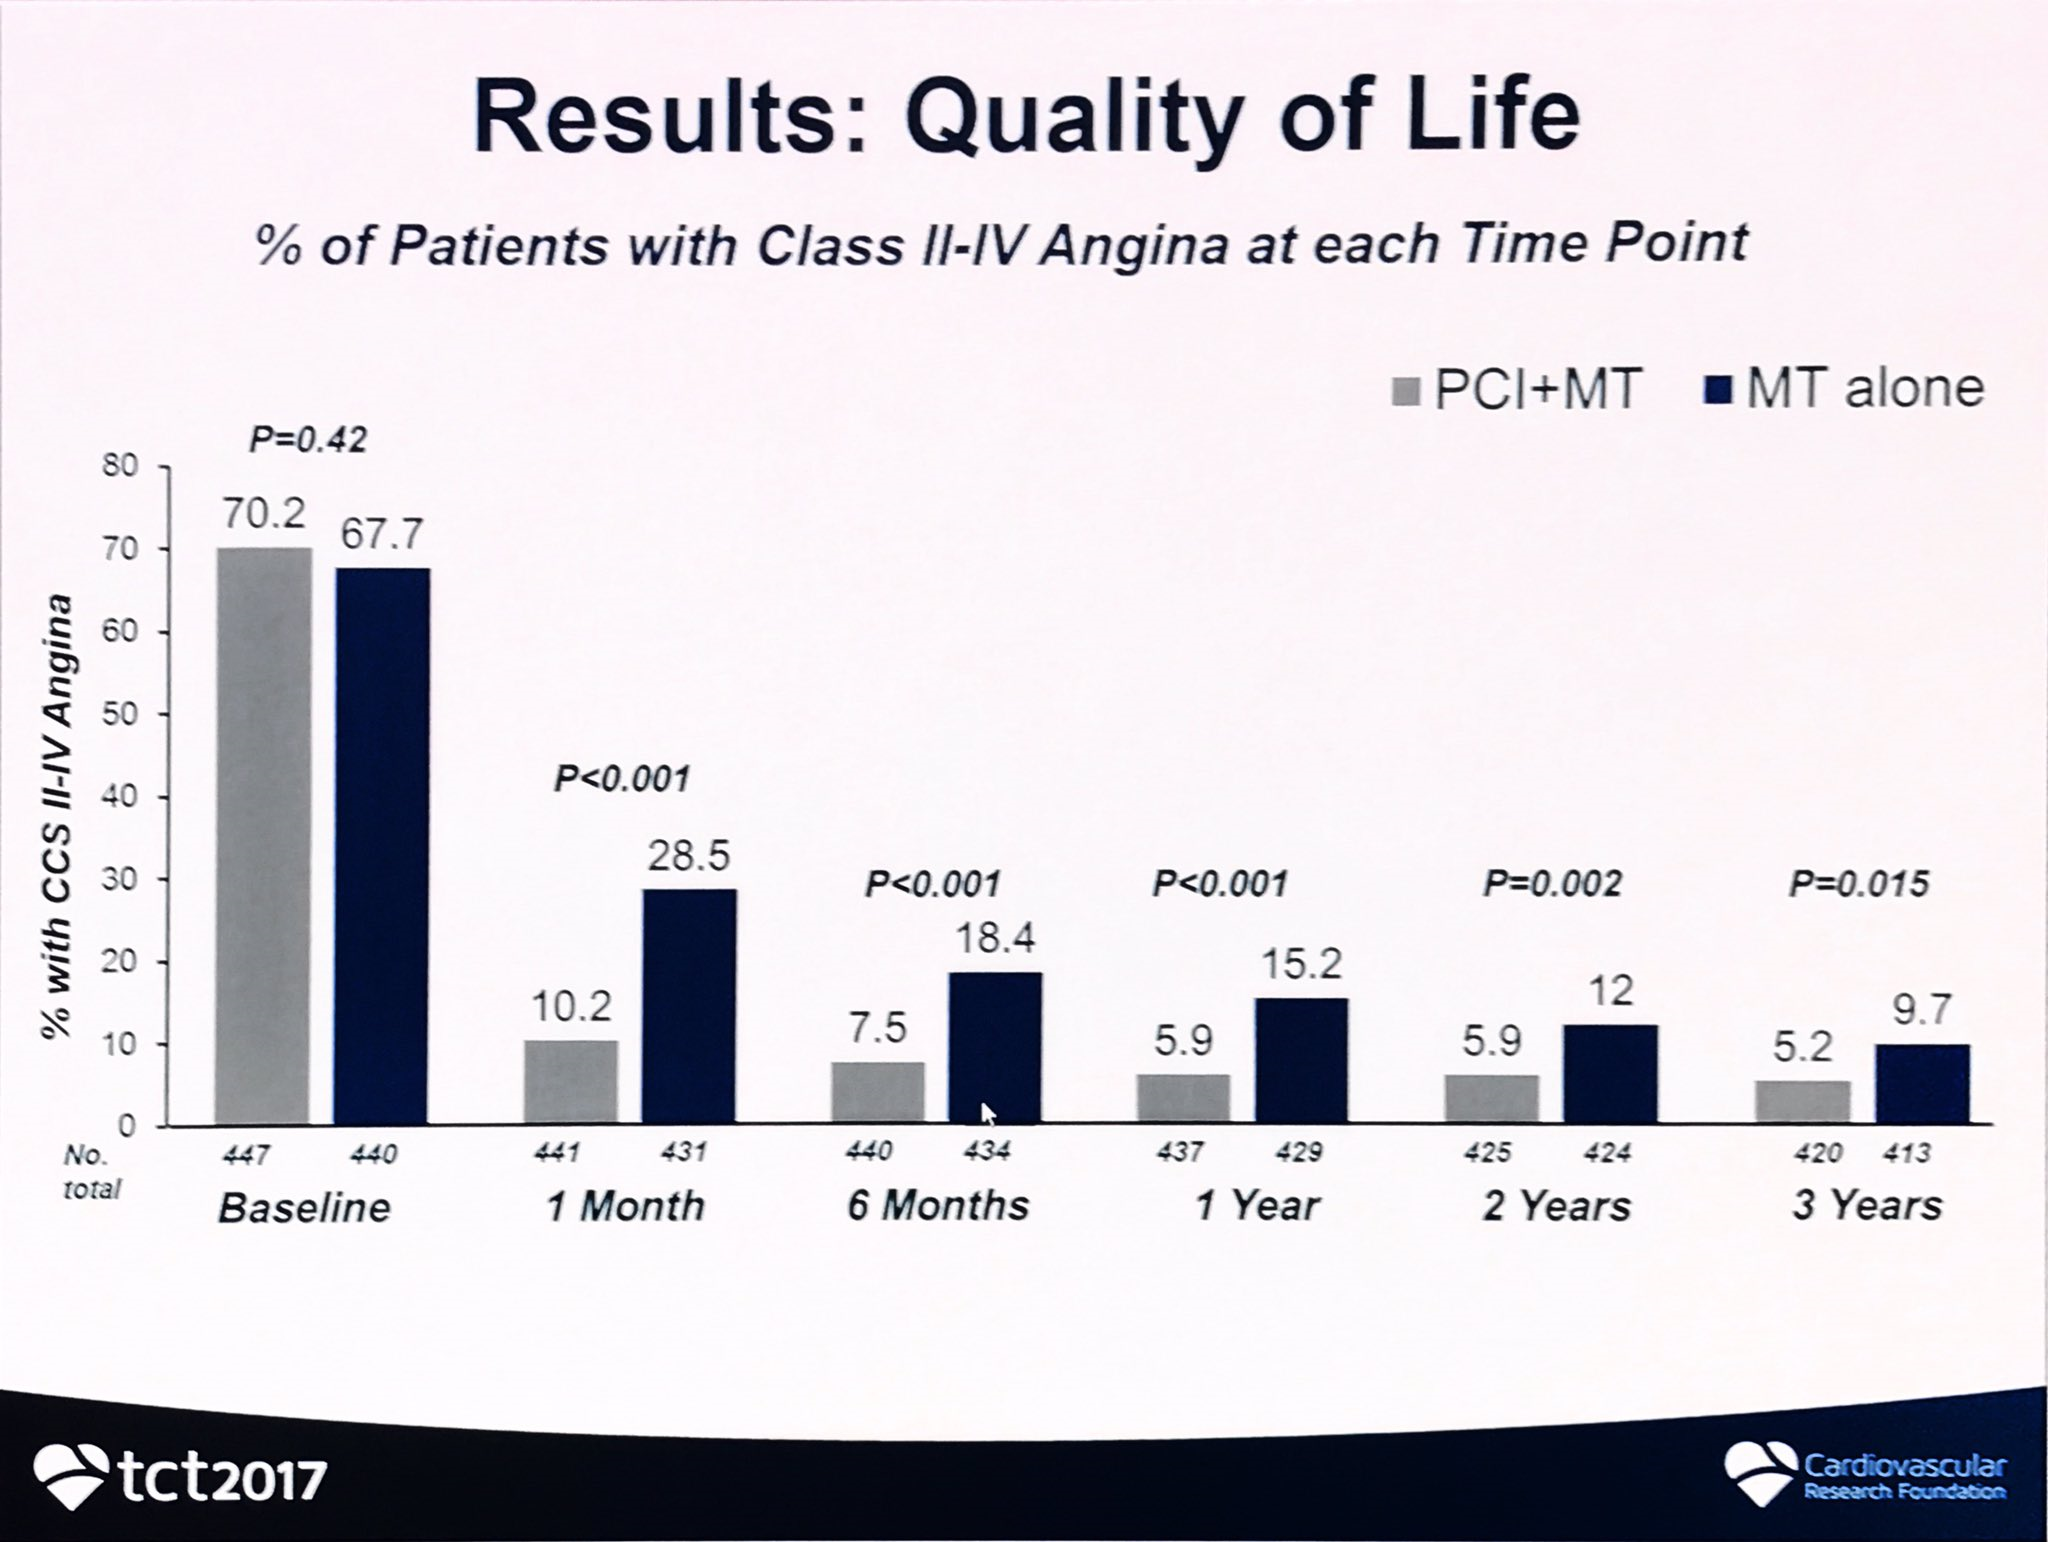 Results: Quality of Life
% of Patients with Class II-IV Angina at each Time Point
PCI+MT MT alone
% with CCS II-IV Angina
80
70
60
50
40
30
20
10
0
P=0.42
70.2 67.7
P<0.001
10.2 28.5
P<0.001
7.5 18.4
P<0.001
5.9 15.2
P=0.002
5.9 12
P=0.015
5.2 9.7
No. total
447 440 441 431 440 434 437 429 425 424 420 413
Baseline 1 Month 6 Months 1 Year 2 Years 3 Years
tct2017
Cardiovascular
Research Foundation